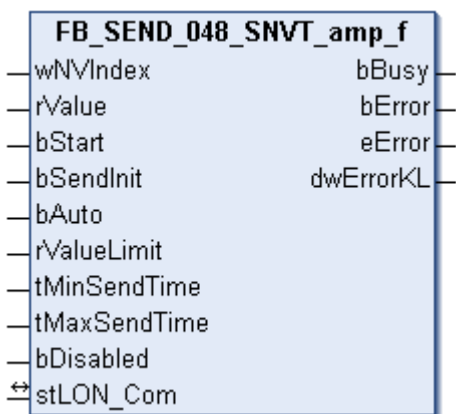 FB_SEND_048_SNVT_amp_f
wNVIndex bBusy
rValue bError
bStart eError
bSendInit dwErrorKL
bAuto
rValueLimit
tMinSendTime
tMaxSendTime
bDisabled
stLON_Com